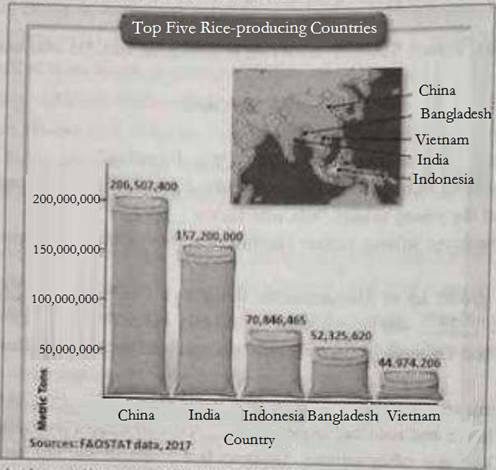 Top Five Rice-producing Countries
China
Bangladesh
Vietnam
India
Indonesia
206,507,400
200,000,000
157,200,000
150,000,000
100,000,000
70,846,465
52,325,620
50,000,000
44.974.206
Metric Tons
China India Indonesia Bangladesh Vietnam
Country
Sources: FAOSTAT data, 2017